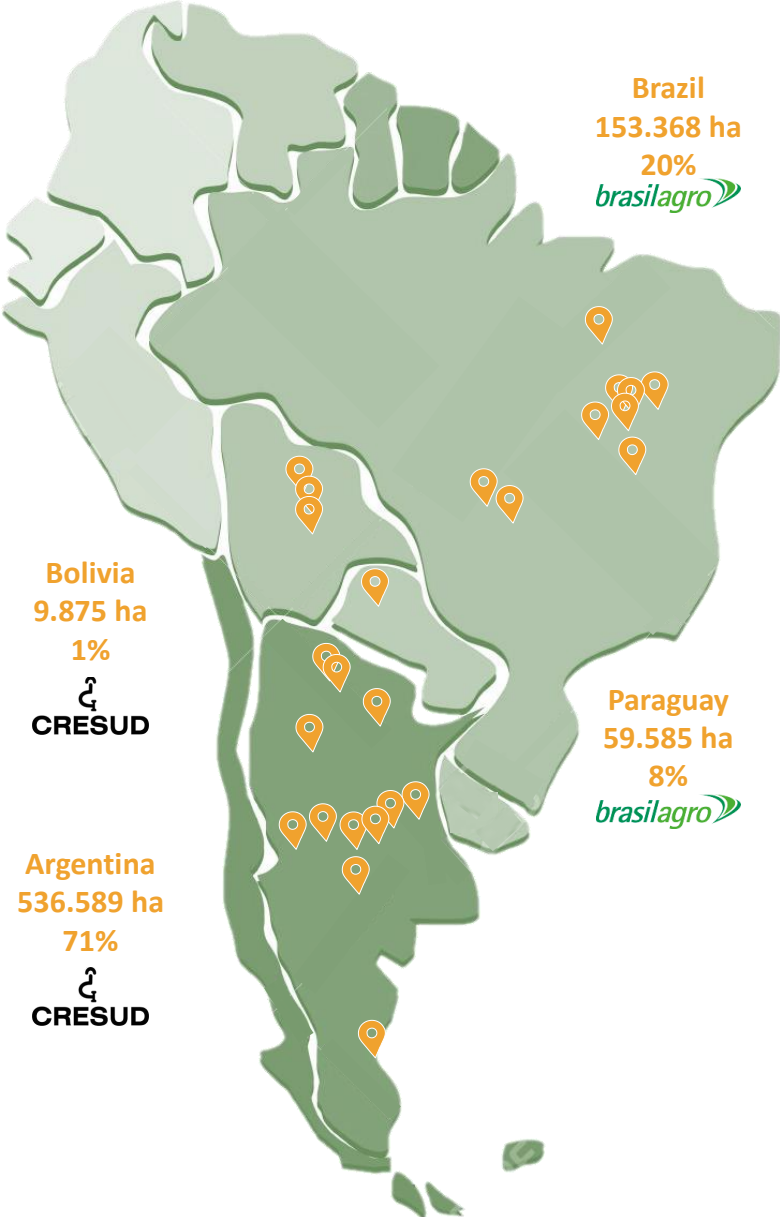 Brazil
153.368 ha
20%
brasilagro
Bolivia
9.875 ha
1%
CRESUD
Paraguay
59.585 ha
8%
brasilagro
Argentina
536.589 ha
71%
CRESUD